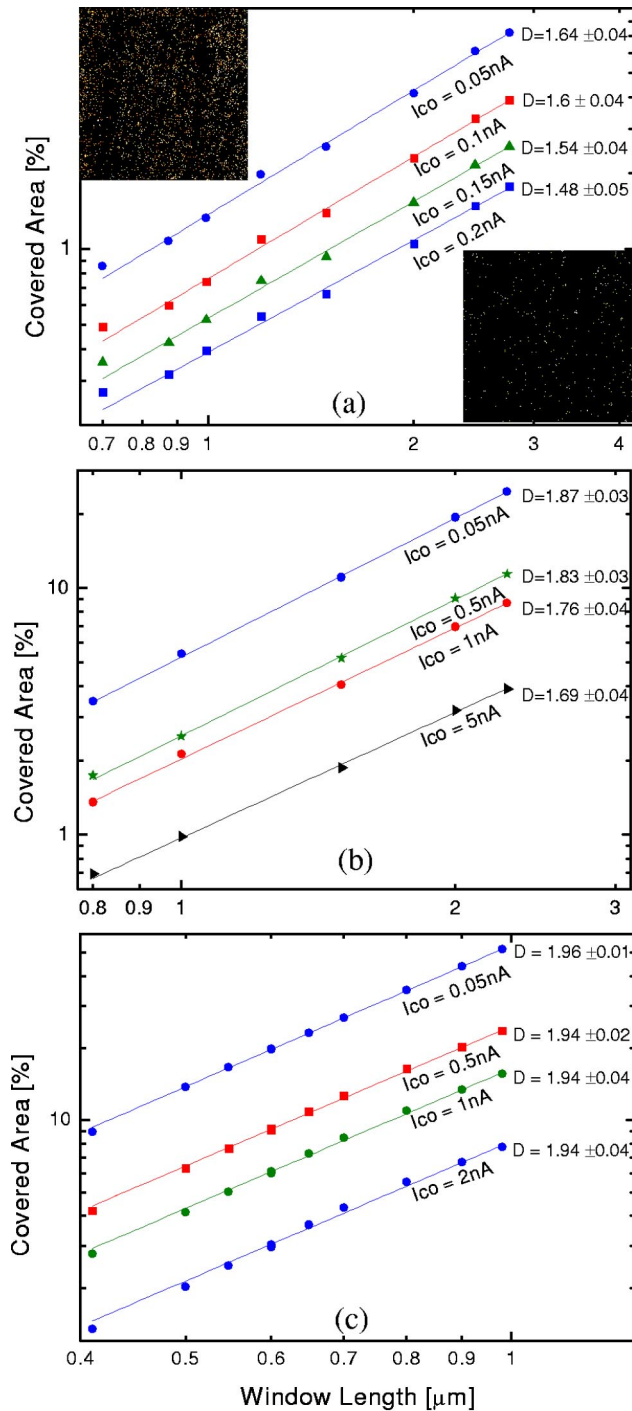 D=1.64 ±0.04
Ico = 0.05nA
D=1.6 ± 0.04
Ico = 0.1nA
D=1.54 ±0.04
Ico = 0.15nA
D=1.48 ±0.05
Ico = 0.2nA
Covered Area [%]
1
(a)
0.7 0.8 0.9 1 2 3 4
D=1.87 ±0.03
Ico = 0.05nA
D=1.83 ±0.03
Ico = 0.5nA
D=1.76 ±0.04
Ico = 1nA
D=1.69 ±0.04
Ico = 5nA
Covered Area [%]
10
1
(b)
0.8 0.9 1 2 3
D = 1.96 ±0.01
Ico = 0.05nA
D = 1.94 ±0.02
Ico = 0.5nA
D = 1.94 ±0.04
Ico = 1nA
D = 1.94 ±0.04
Ico = 2nA
Covered Area [%]
10
(c)
0.4 0.5 0.6 0.7 0.8 0.9 1
Window Length [μm]